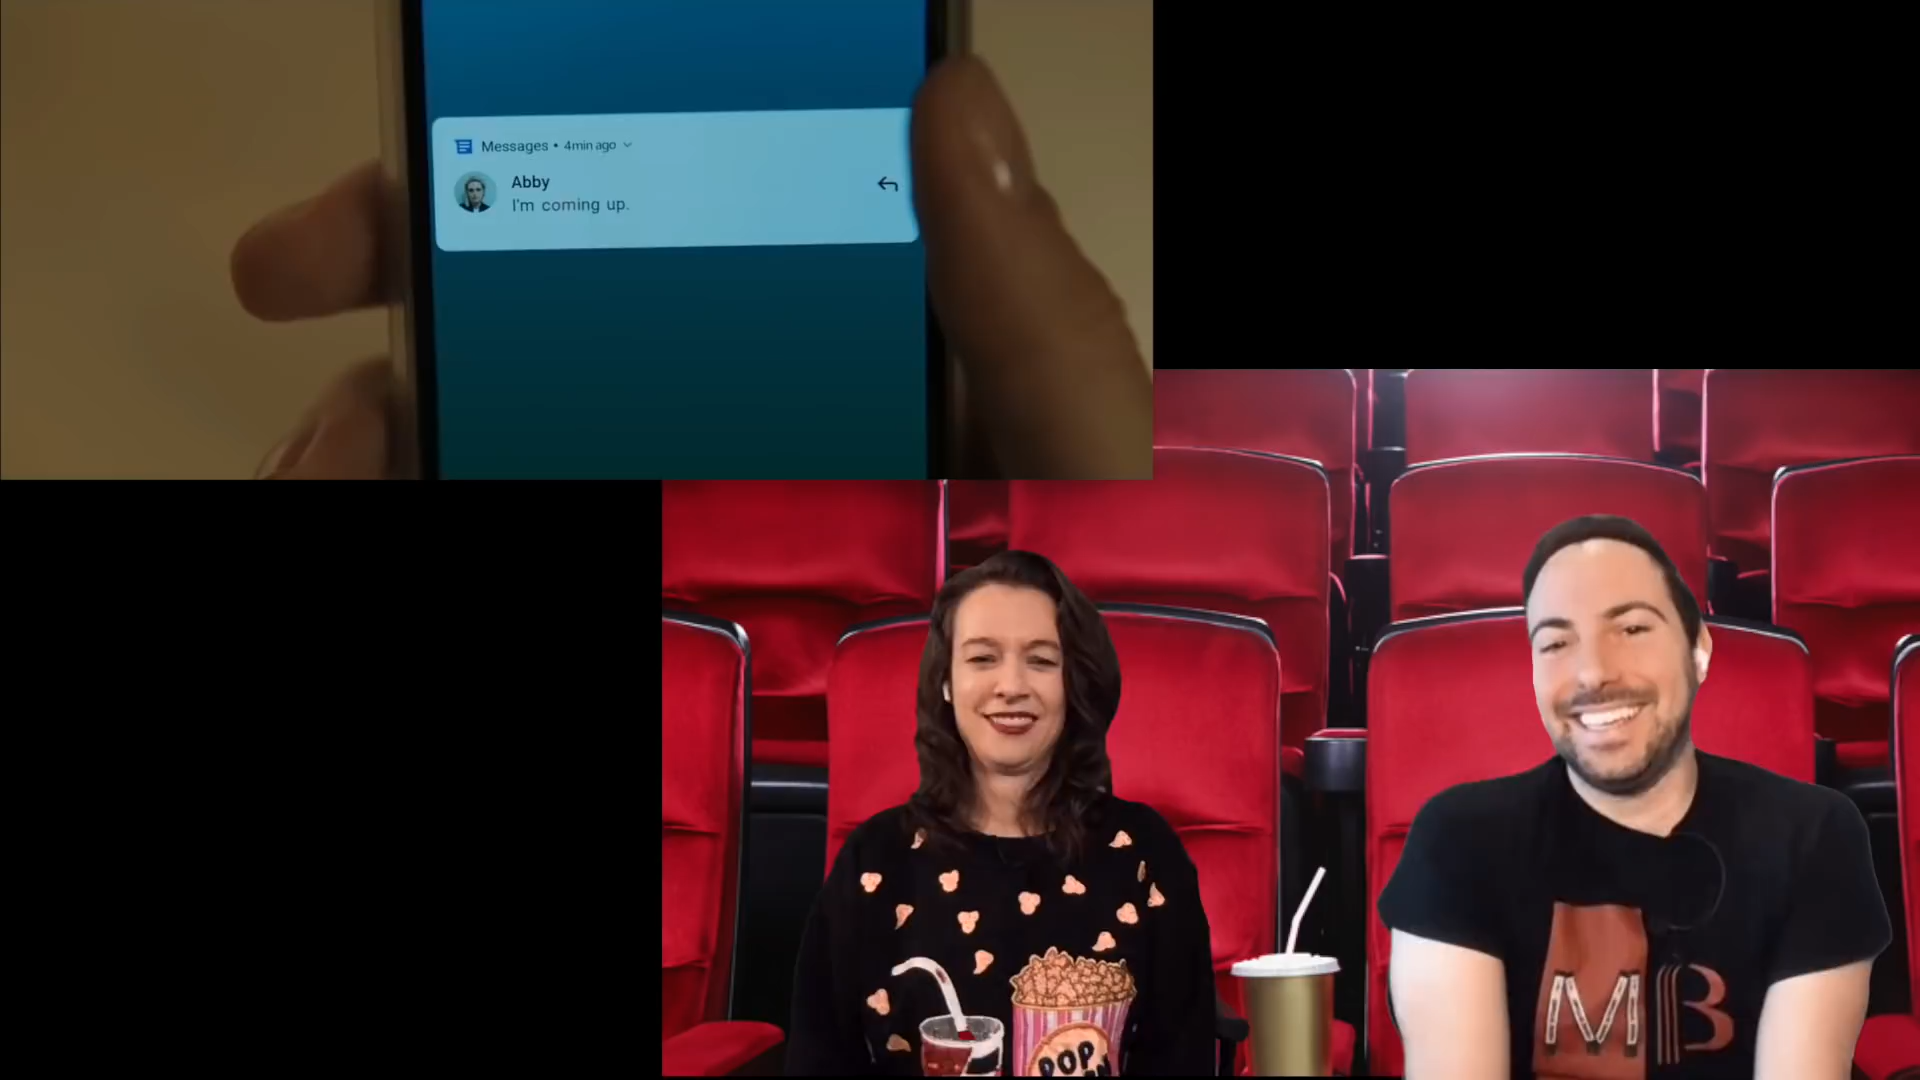 Messages • 4min ago
Abby
I'm coming up.
POP
MB